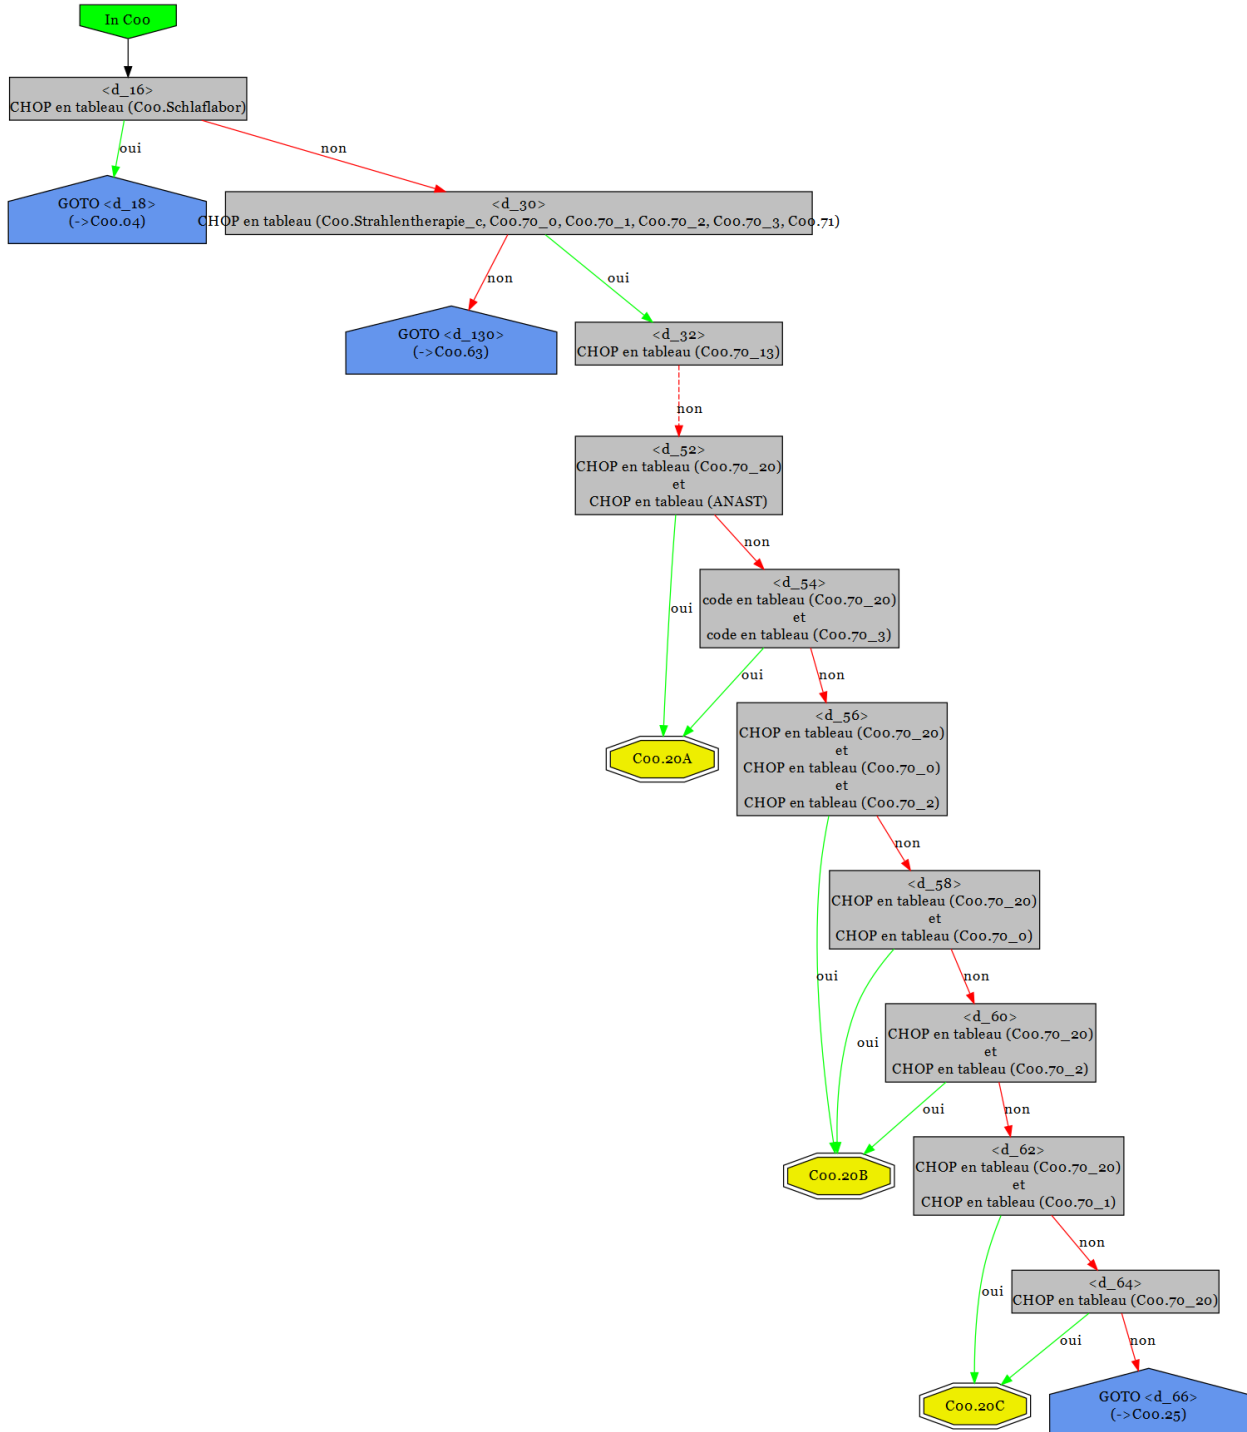 In C00
<d_16>
CHOP en tableau (C00.Schlaflabor)
oui
non
GOTO <d_18>
(->C00.04)
<d_30>
CHOP en tableau (C00.Strahlentherapie_c, C00.70_0, C00.70_1, C00.70_2, C00.70_3, C00.71)
non
oui
GOTO <d_130>
(->C00.63)
<d_32>
CHOP en tableau (C00.70_13)
non
<d_52>
CHOP en tableau (C00.70_20)
et
CHOP en tableau (ANAST)
non
oui
<d_54>
code en tableau (C00.70_20)
et
code en tableau (C00.70_3)
oui
non
C00.20A
<d_56>
CHOP en tableau (C00.70_20)
et
CHOP en tableau (C00.70_0)
et
CHOP en tableau (C00.70_2)
non
oui
<d_58>
CHOP en tableau (C00.70_20)
et
CHOP en tableau (C00.70_0)
non
oui
<d_60>
CHOP en tableau (C00.70_20)
et
CHOP en tableau (C00.70_2)
oui
non
C00.20B
<d_62>
CHOP en tableau (C00.70_20)
et
CHOP en tableau (C00.70_1)
non
oui
<d_64>
CHOP en tableau (C00.70_20)
oui
non
C00.20C
GOTO <d_66>
(->C00.25)